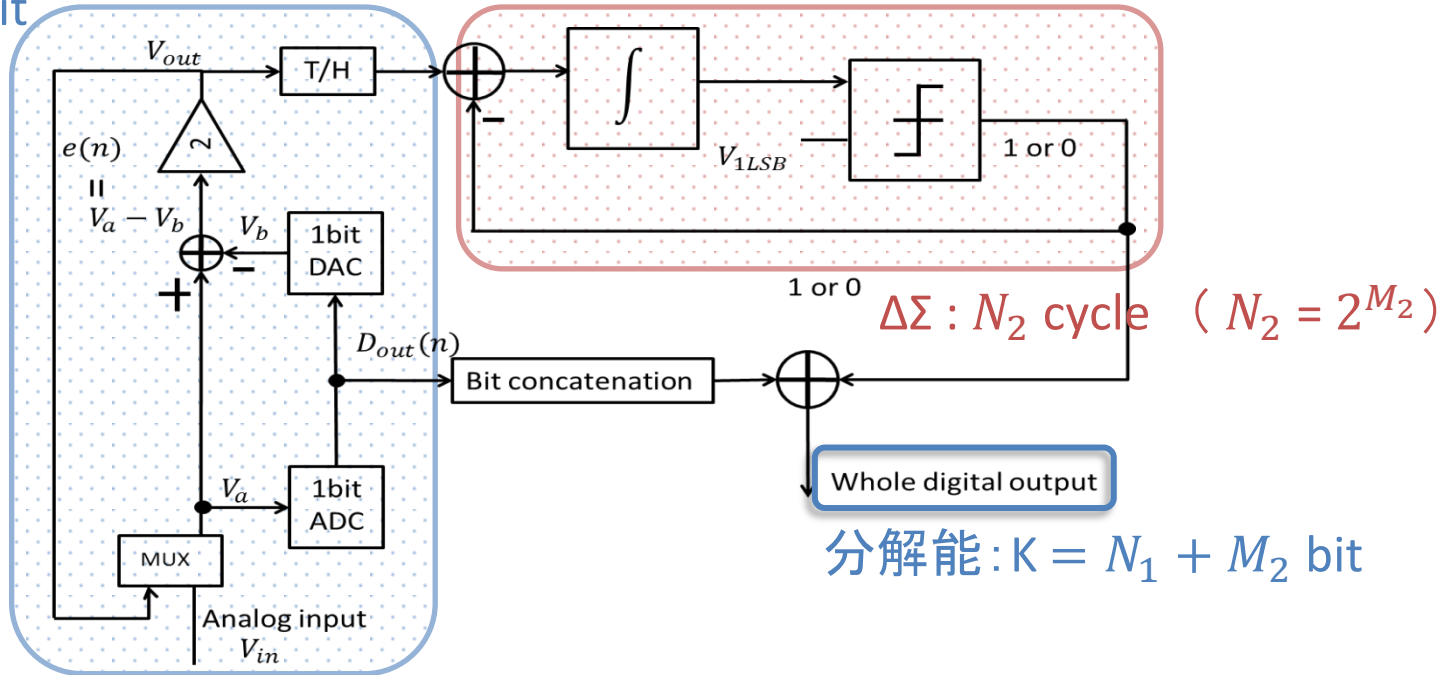 it
V_out
T/H
∫
2
e(n)
=
V_a − V_b
V_b
1bit
DAC
−
+
V_1LSB
1 or 0
−
1 or 0
ΔΣ : N_2 cycle （ N_2 = 2^{M_2} ）
D_out(n)
Bit concatenation
V_a
1bit
ADC
MUX
Analog input
V_in
Whole digital output
分解能 : K = N_1 + M_2 bit